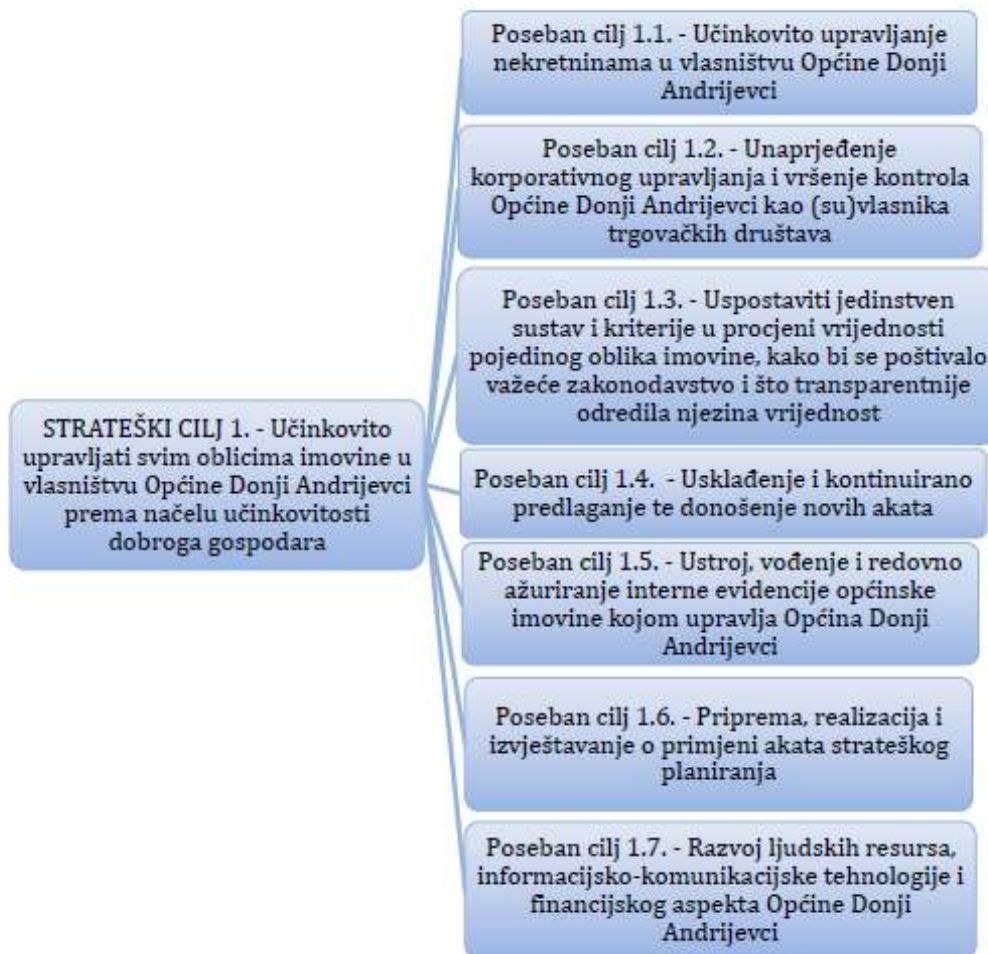 STRATEŠKI CILJ 1. - Učinkovito
upravljati svim oblicima imovine u
vlasništvu Općine Donji Andrijevci
prema načelu učinkovitosti
dobroga gospodara
Poseban cilj 1.1. - Učinkovito upravljanje
nekretninama u vlasništvu Općine Donji
Andrijevci
Poseban cilj 1.2. - Unaprjeđenje
korporativnog upravljanja i vršenje kontrola
Općine Donji Andrijevci kao (su)vlasnika
trgovačkih društava
Poseban cilj 1.3. - Uspostaviti jedinstven
sustav i kriterije u procjeni vrijednosti
pojedinog oblika imovine, kako bi se poštivalo
važeće zakonodavstvo i što transparentnije
odredila njezina vrijednost
Poseban cilj 1.4. - Usklađenje i kontinuirano
predlaganje te donošenje novih akata
Poseban cilj 1.5. - Ustroj, vođenje i redovno
ažuriranje interne evidencije općinske
imovine kojom upravlja Općina Donji
Andrijevci
Poseban cilj 1.6. - Priprema, realizacija i
izvještavanje o primjeni akata strateškog
planiranja
Poseban cilj 1.7. - Razvoj ljudskih resursa,
informacijsko-komunikacijske tehnologije i
financijskog aspekta Općine Donji
Andrijevci